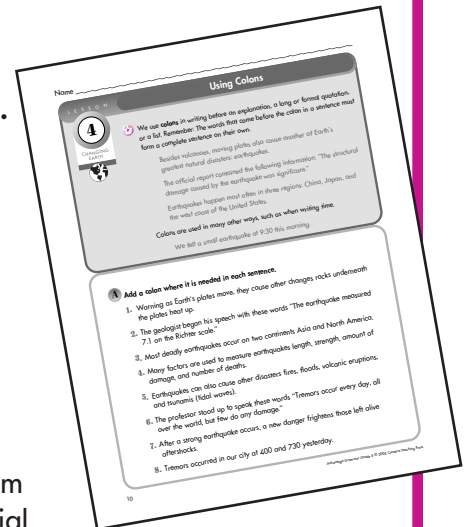 .
Name
LESSON
4
CHANGING
EARTH
Using Colons
We use colons in writing before an explanation, a long or formal quotation,
or a list. Remember: The words that come before the colon in a sentence must
form a complete sentence on their own.
Besides volcanoes, moving plates also cause another of Earth's
greatest natural disasters: earthquakes.
The official report contained the following information: "The structural
damage caused by the earthquake was significant."
Earthquakes happen most often in three regions: China, Japan, and
the west coast of the United States.
Colons are used in many other ways, such as when writing time.
We felt a small earthquake at 9:30 this morning.
A Add a colon where it is needed in each sentence.
1. Warning as Earth's plates move, they cause other changes rocks underneath
the plates heat up.
2. The geologist began his speech with these words "The earthquake measured
7.1 on the Richter scale."
3. Most deadly earthquakes occur on two continents Asia and North America.
4. Many factors are used to measure earthquakes length, strength, amount of
damage, and number of deaths.
5. Earthquakes can also cause other disasters fires, floods, volcanic eruptions,
and tsunamis (tidal waves).
6. The professor stood up to speak these words "Tremors occur every day, all
over the world, but few do any damage."
7. After a strong earthquake occurs, a new danger frightens those left alive
aftershocks.
8. Tremors occurred in our city at 400 and 730 yesterday.
10
Advantage Grammar Grade 6 © 2005 Creative Teaching Press
m
ial